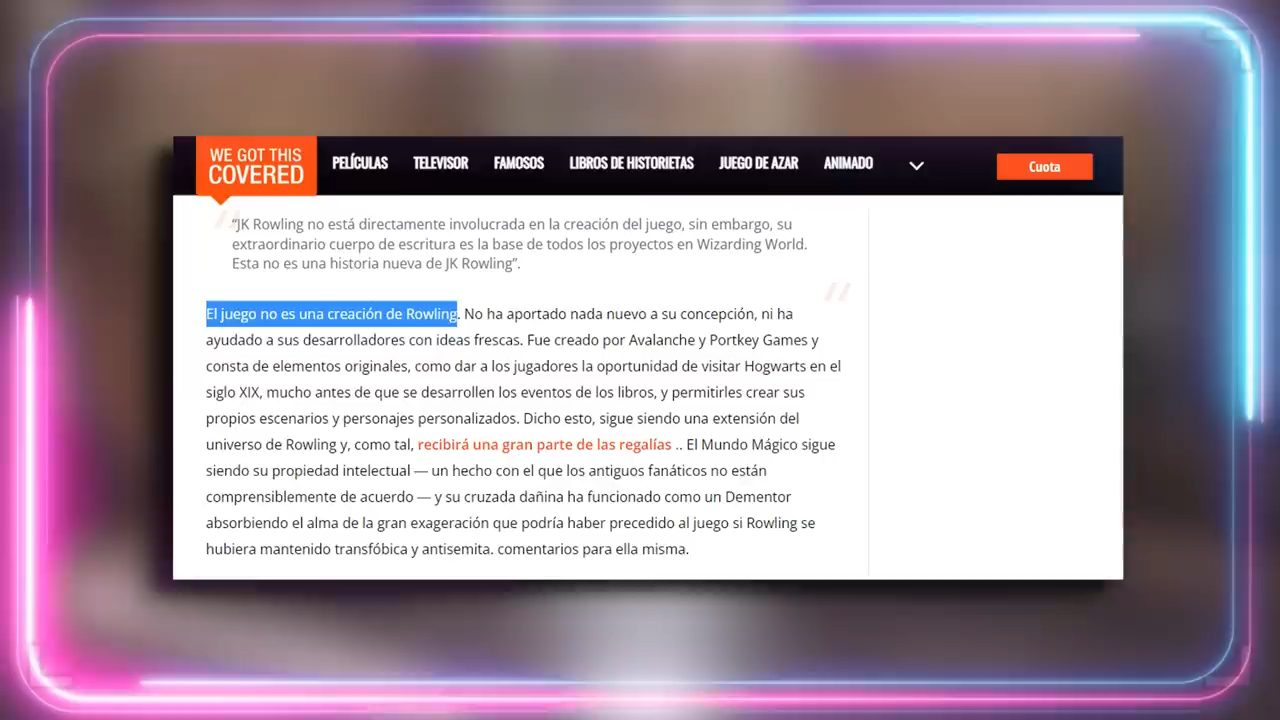 WE GOT THIS
COVERED
PELÍCULAS TELEVISOR FAMOSOS LIBROS DE HISTORIETAS JUEGO DE AZAR ANIMADO
Cuota
“JK Rowling no está directamente involucrada en la creación del juego, sin embargo, su
extraordinario cuerpo de escritura es la base de todos los proyectos en Wizarding World.
Esta no es una historia nueva de JK Rowling”.
El juego no es una creación de Rowling. No ha aportado nada nuevo a su concepción, ni ha
ayudado a sus desarrolladores con ideas frescas. Fue creado por Avalanche y Portkey Games y
consta de elementos originales, como dar a los jugadores la oportunidad de visitar Hogwarts en el
siglo XIX, mucho antes de que se desarrollen los eventos de los libros, y permitirles crear sus
propios escenarios y personajes personalizados. Dicho esto, sigue siendo una extensión del
universo de Rowling y, como tal, recibirá una gran parte de las regalías .. El Mundo Mágico sigue
siendo su propiedad intelectual — un hecho con el que los antiguos fanáticos no están
comprensiblemente de acuerdo — y su cruzada dañina ha funcionado como un Dementor
absorbiendo el alma de la gran exageración que podría haber precedido al juego si Rowling se
hubiera mantenido transfóbica y antisemita. comentarios para ella misma.